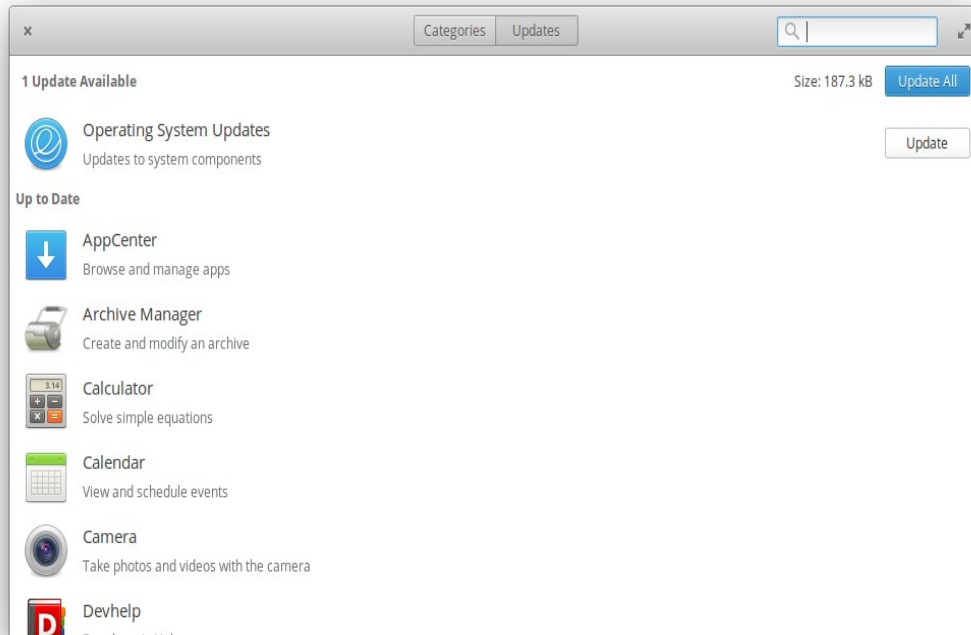 Categories Updates
1 Update Available Size: 187.3 kB Update All
Operating System Updates
Updates to system components
Update
Up to Date
AppCenter
Browse and manage apps
Archive Manager
Create and modify an archive
3.14
Calculator
Solve simple equations
Calendar
View and schedule events
Camera
Take photos and videos with the camera
D
Devhelp